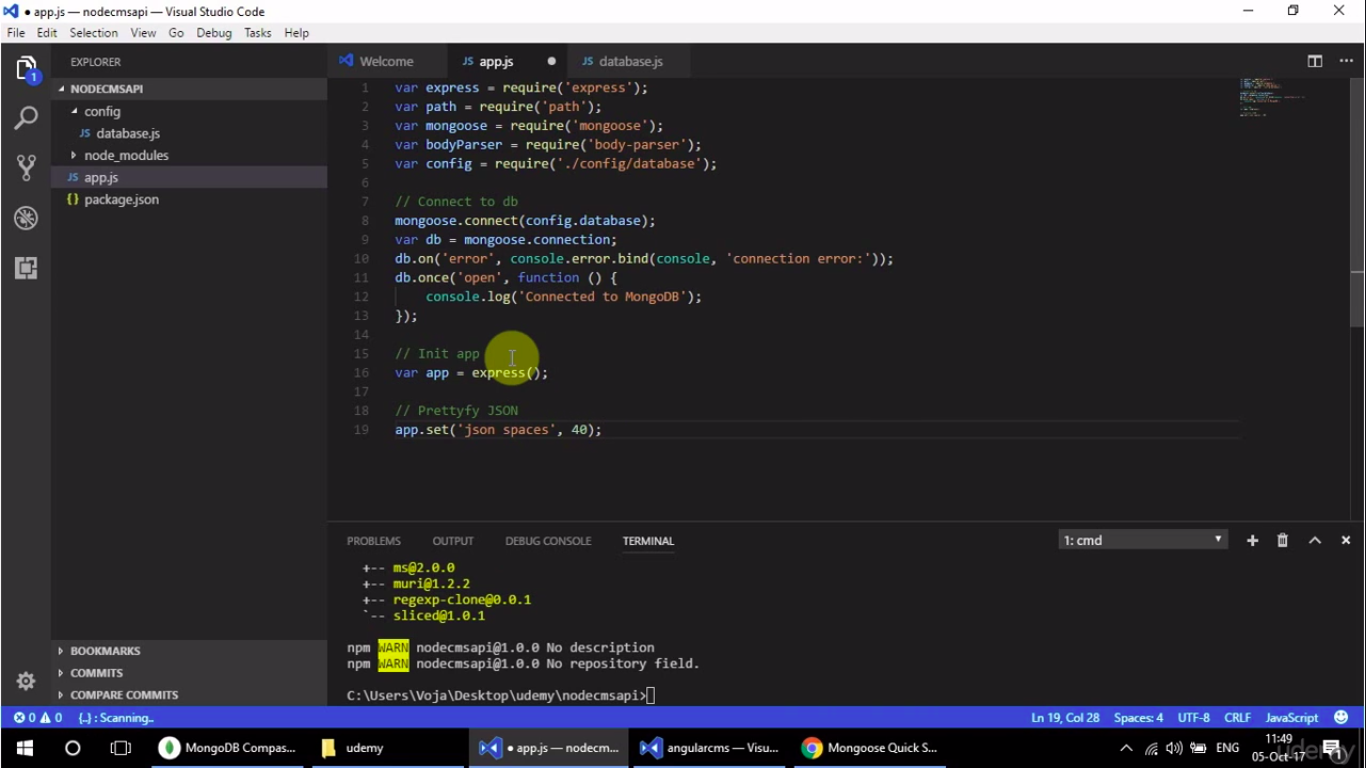 ● app.js — nodecmsapi — Visual Studio Code
File Edit Selection View Go Debug Tasks Help
EXPLORER
NODECMSAPI
config
JS database.js
node_modules
JS app.js
{} package.json
BOOKMARKS
COMMITS
COMPARE COMMITS
1
Welcome JS app.js ● JS database.js
1 var express = require('express');
2 var path = require('path');
3 var mongoose = require('mongoose');
4 var bodyParser = require('body-parser');
5 var config = require('./config/database');
6
7 // Connect to db
8 mongoose.connect(config.database);
9 var db = mongoose.connection;
10 db.on('error', console.error.bind(console, 'connection error:'));
11 db.once('open', function () {
12 console.log('Connected to MongoDB');
13 });
14
15 // Init app
16 var app = express();
17
18 // Prettyfy JSON
19 app.set('json spaces', 40);
PROBLEMS OUTPUT DEBUG CONSOLE TERMINAL 1: cmd
+-- ms@2.0.0
+-- muri@1.2.2
+-- regexp-clone@0.0.1
`-- sliced@1.0.1
npm WARN nodecmsapi@1.0.0 No description
npm WARN nodecmsapi@1.0.0 No repository field.
C:\Users\Voja\Desktop\udemy\nodecmsapi>
0 0 {..} : Scanning.. Ln 19, Col 28 Spaces: 4 UTF-8 CRLF JavaScript
MongoDB Compas... udemy ● app.js — nodecm... angularcms — Visu... Mongoose Quick S... ENG 11:49
05-Oct-17
1
udemy